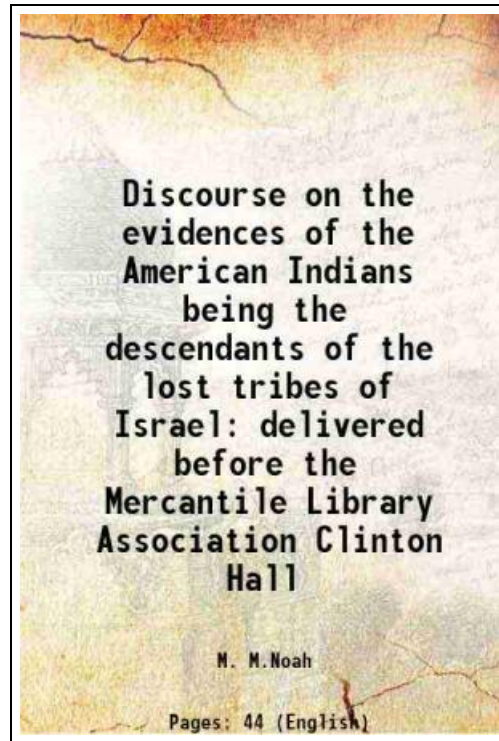 Discourse on the
evidences of the
American Indians
being the
descendants of the
lost tribes of
Israel: delivered
before the
Mercantile Library
Association Clinton
Hall
M. M.Noah
Pages: 44 (English)